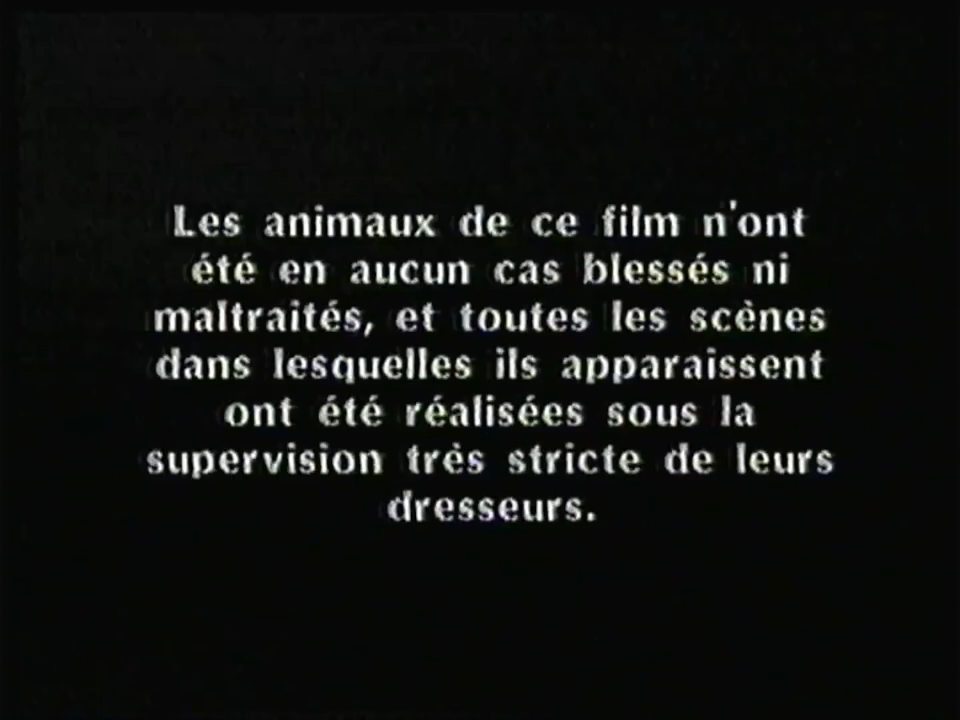 Les animaux de ce film n'ont
été en aucun cas blessés ni
maltraités, et toutes les scènes
dans lesquelles ils apparaissent
ont été réalisées sous la
supervision très stricte de leurs
dresseurs.